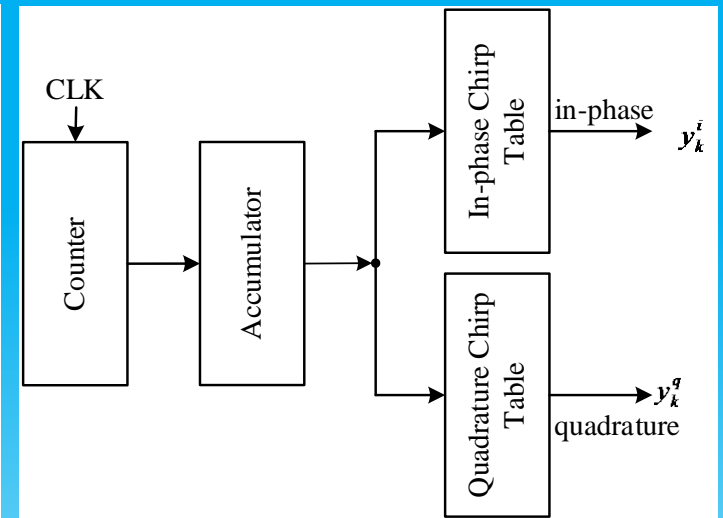 CLK
Counter
Accumulator
In-phase Chirp
Table
in-phase
y_k^i
Quadrature Chirp
Table
y_k^q
quadrature